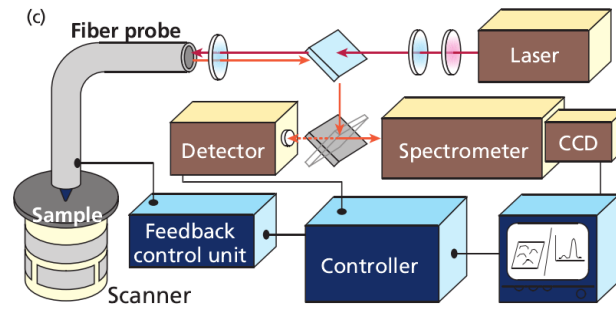 (c)
Fiber probe
Laser
Detector
Spectrometer
CCD
Sample
Feedback
control unit
Controller
Scanner